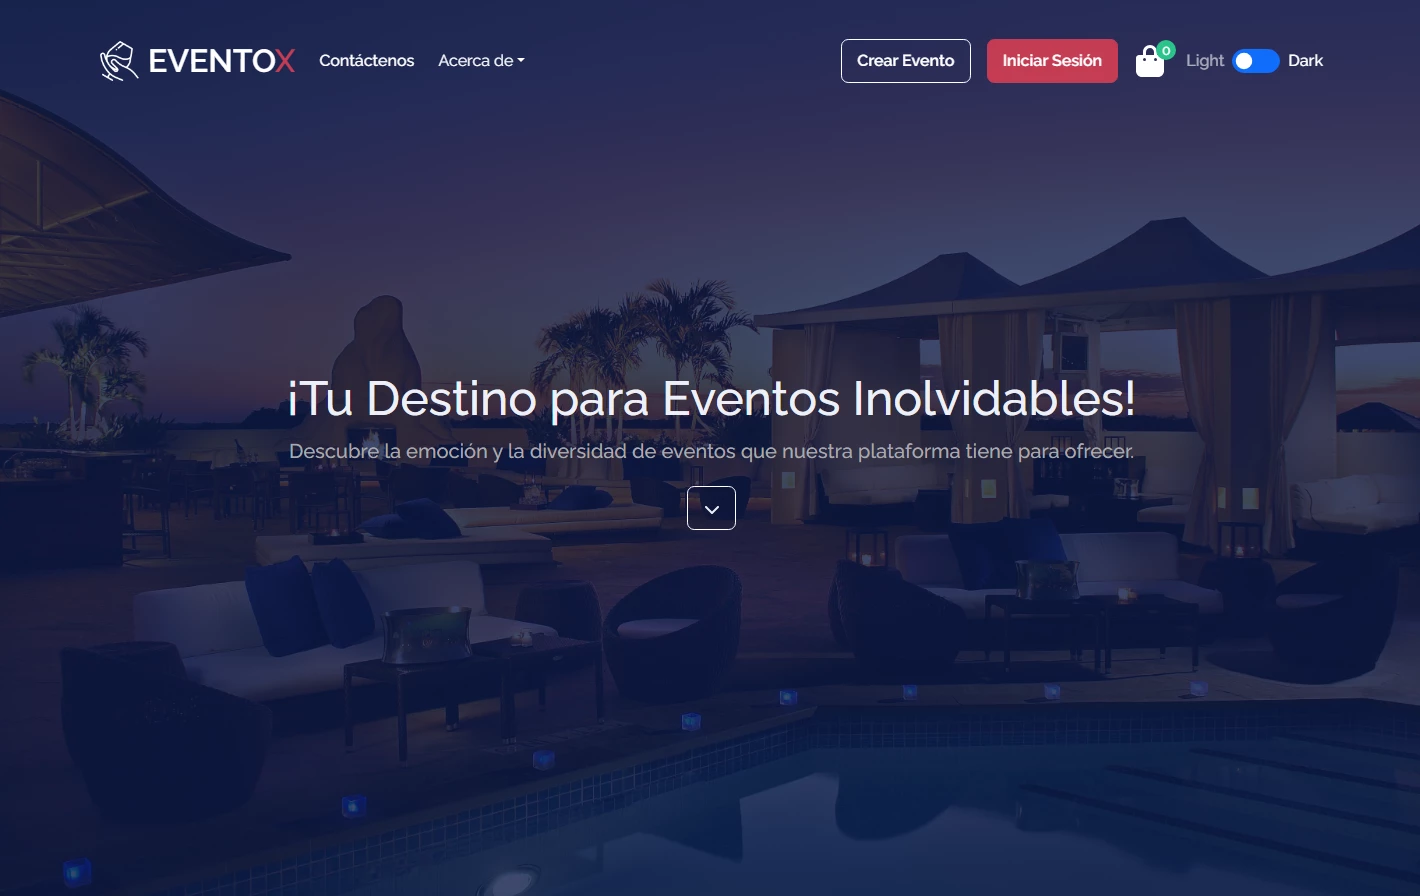 EVENTOX Contáctenos Acerca de Crear Evento Iniciar Sesión 0 Light Dark
¡Tu Destino para Eventos Inolvidables!
Descubre la emoción y la diversidad de eventos que nuestra plataforma tiene para ofrecer.